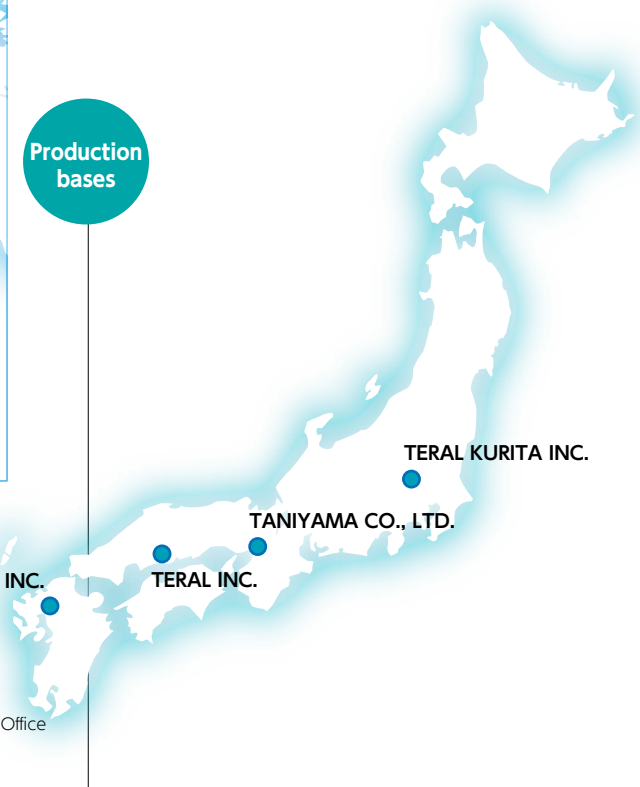 Production
bases
TERAL KURITA INC.
TANIYAMA CO., LTD.
TERAL INC.
INC.
Office